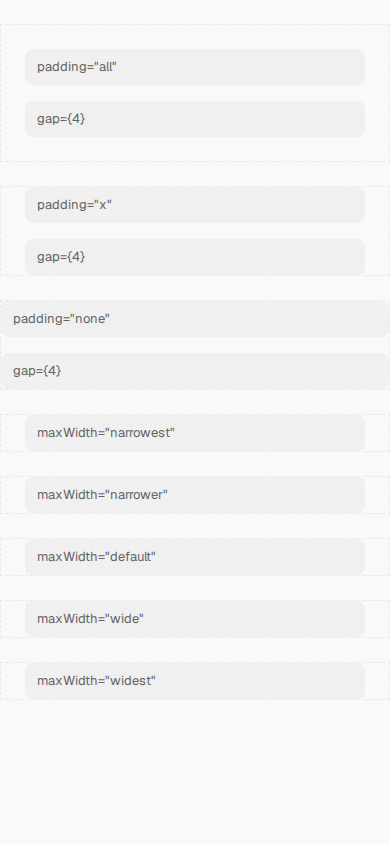 padding="all"
gap={4}
padding="x"
gap={4}
padding="none"
gap={4}
maxWidth="narrowest"
maxWidth="narrower"
maxWidth="default"
maxWidth="wide"
maxWidth="widest"